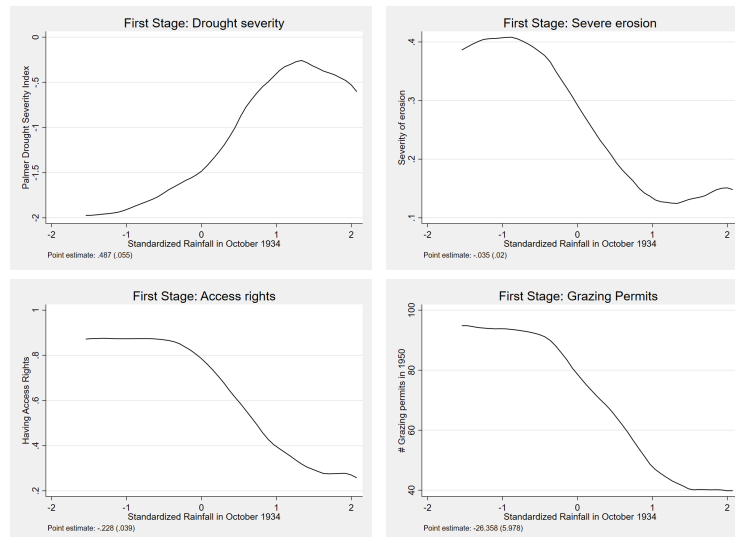 First Stage: Drought severity
Palmer Drought Severity Index
0
-.5
-1
-1.5
-2
-2 -1 0 1 2
Standardized Rainfall in October 1934
Point estimate: .487 (.055)
First Stage: Severe erosion
Severity of erosion
.4
.3
.2
.1
-2 -1 0 1 2
Standardized Rainfall in October 1934
Point estimate: -.035 (.02)
First Stage: Access rights
Having Access Rights
1
.8
.6
.4
.2
-2 -1 0 1 2
Standardized Rainfall in October 1934
Point estimate: -.228 (.039)
First Stage: Grazing Permits
# Grazing permits in 1950
100
80
60
40
-2 -1 0 1 2
Standardized Rainfall in October 1934
Point estimate: -26.358 (5.978)